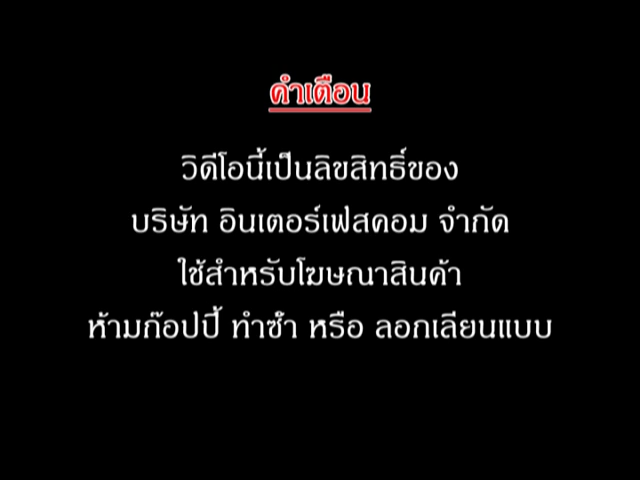 คำเตือน
วิดีโอนี้เป็นลิขสิทธิ์ของ
บริษัท อินเตอร์เฟสคอม จำกัด
ใช้สำหรับโฆษณาสินค้า
ห้ามก๊อปปี้ ทำซ้ำ หรือ ลอกเลียนแบบ